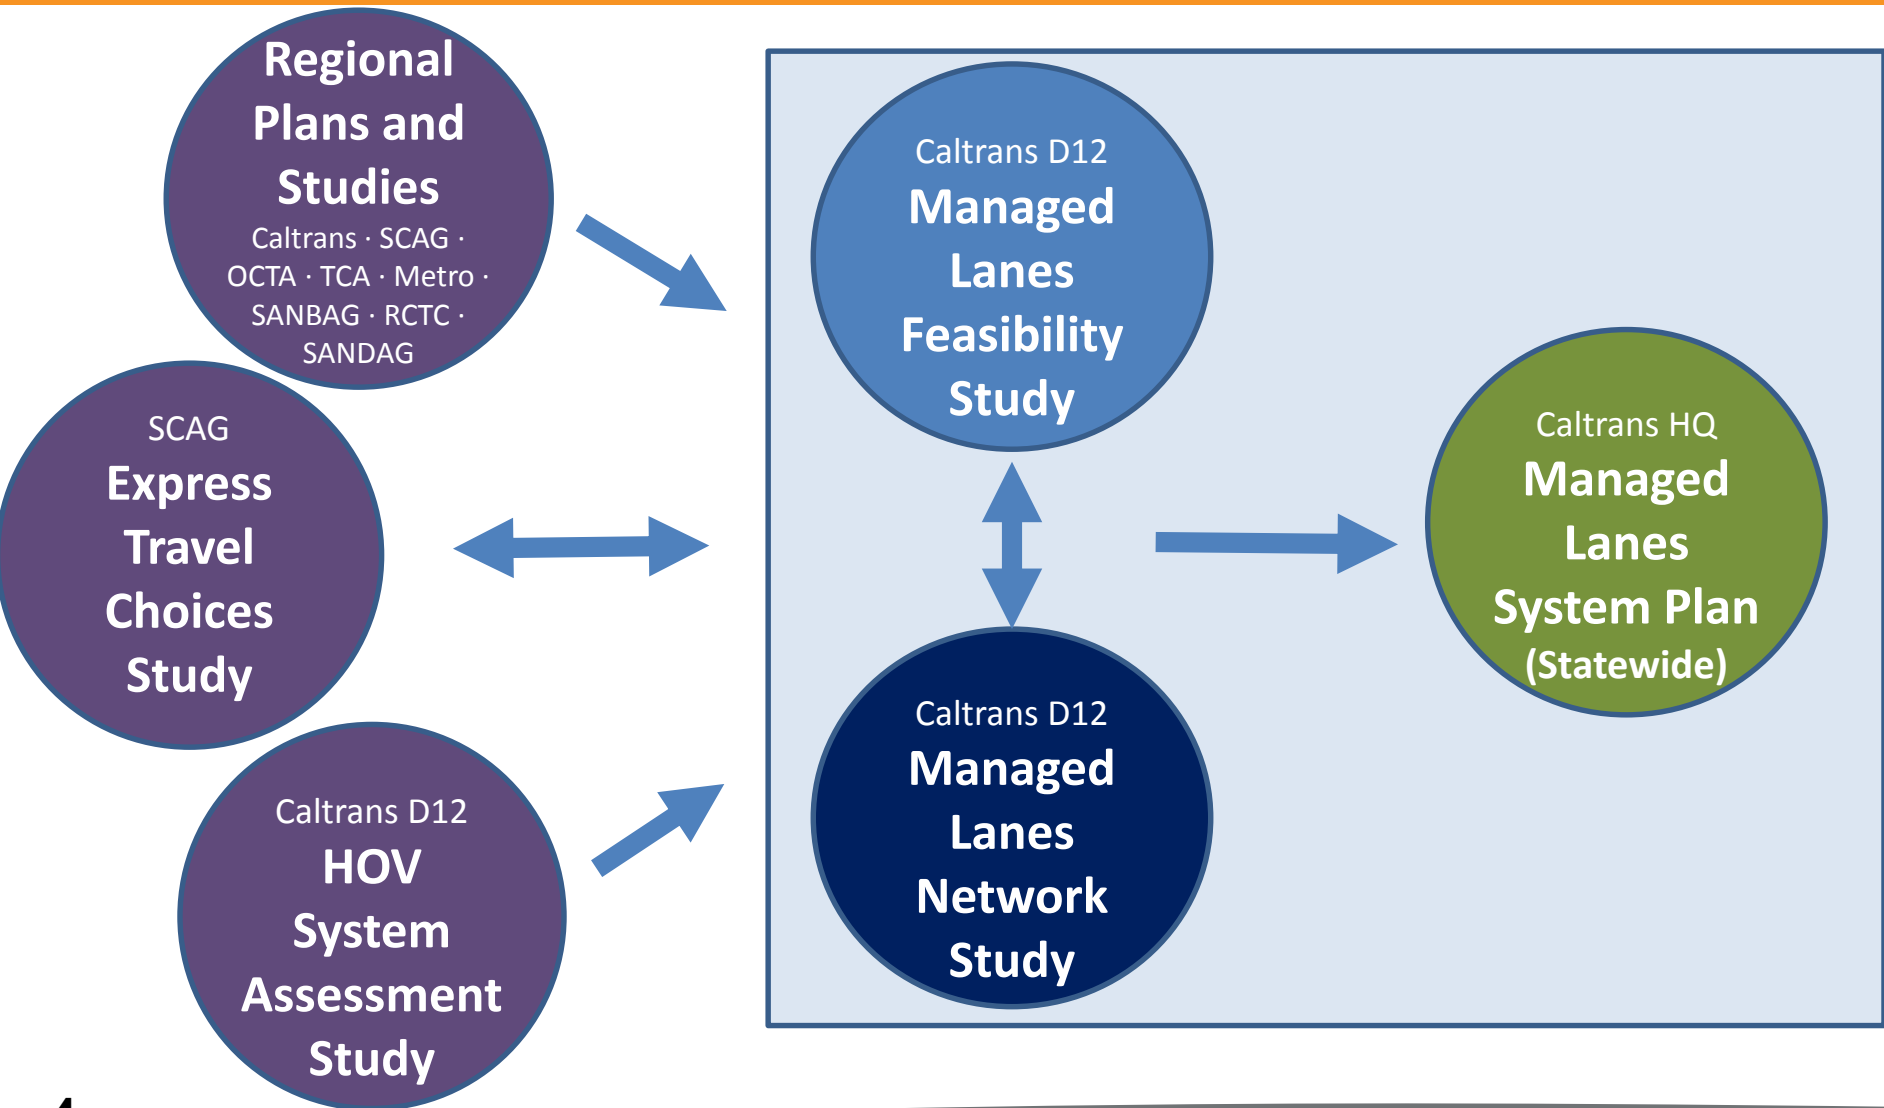 Regional
Plans and
Studies
Caltrans · SCAG ·
OCTA · TCA · Metro ·
SANBAG · RCTC ·
SANDAG
SCAG
Express
Travel
Choices
Study
Caltrans D12
HOV
System
Assessment
Study
Caltrans D12
Managed
Lanes
Feasibility
Study
Caltrans D12
Managed
Lanes
Network
Study
Caltrans HQ
Managed
Lanes
System Plan
(Statewide)